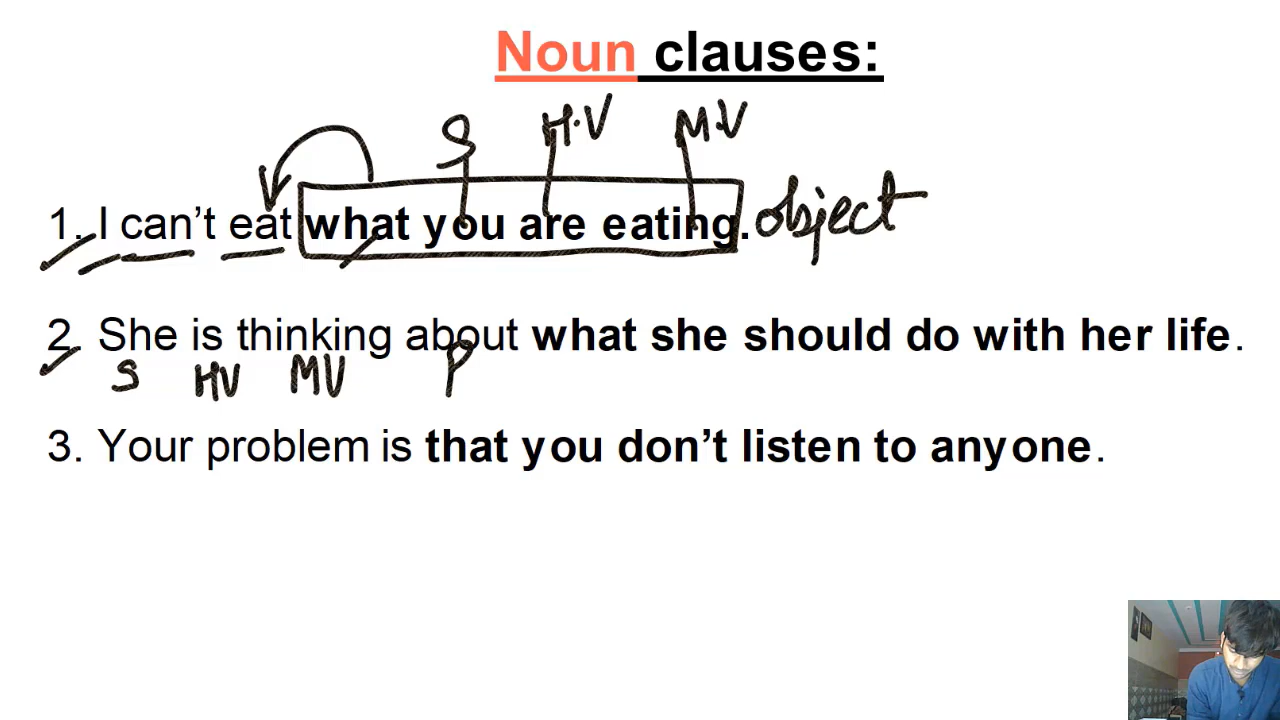 Noun clauses:
S H.V M.V
1. I can't eat what you are eating. object
2. She is thinking about what she should do with her life.
S HV MV P
3. Your problem is that you don't listen to anyone.